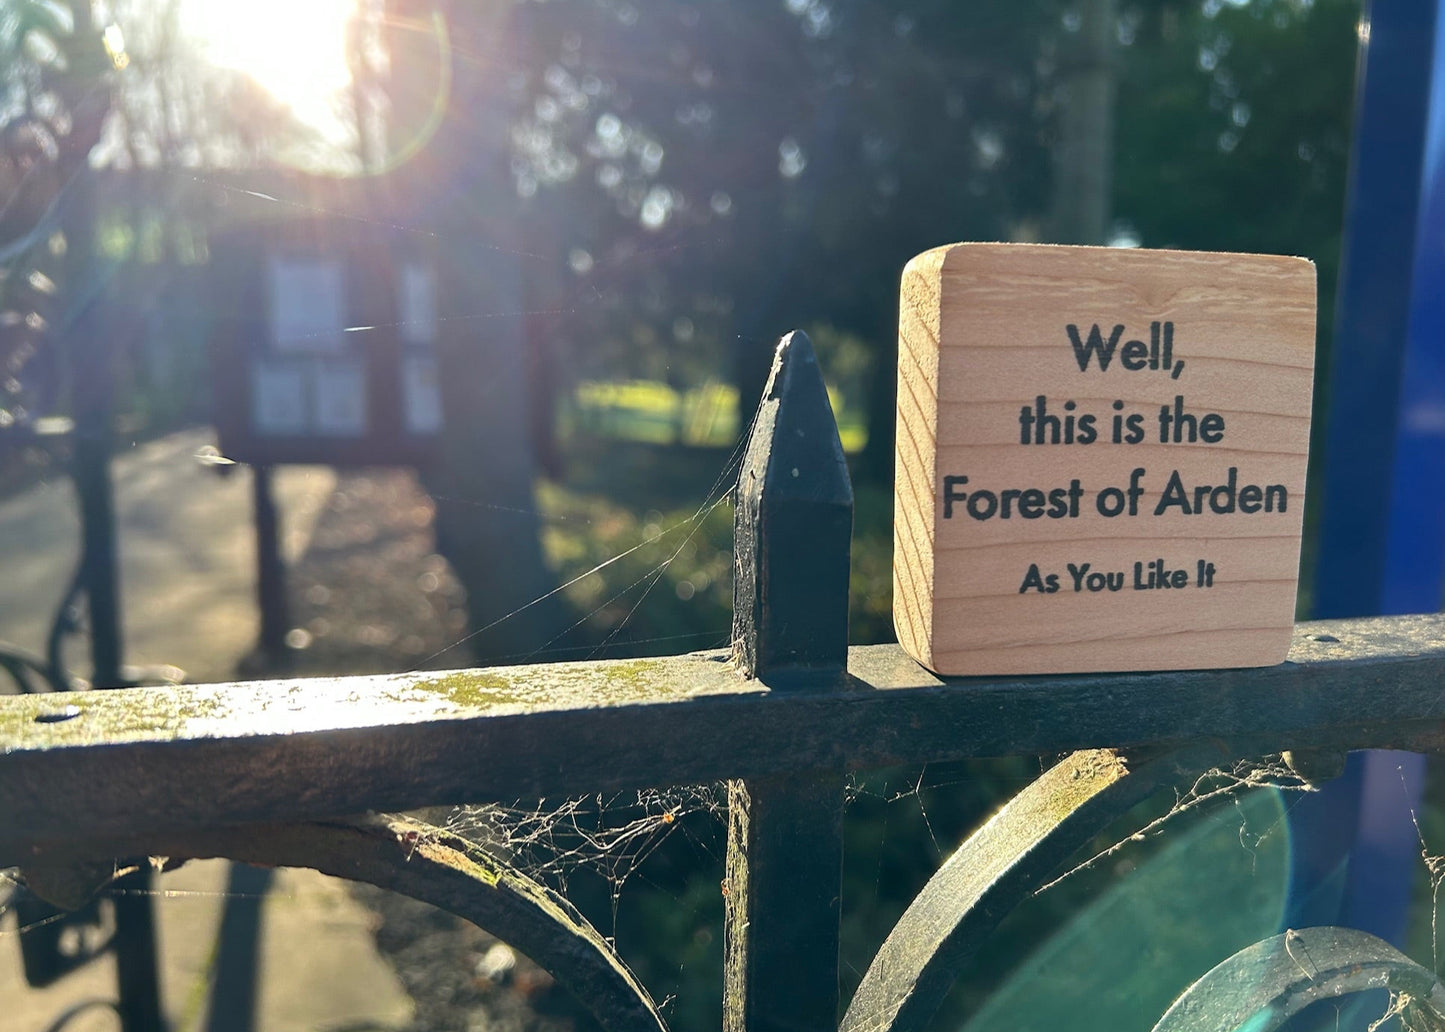 Well,
this is the
Forest of Arden
As You Like It